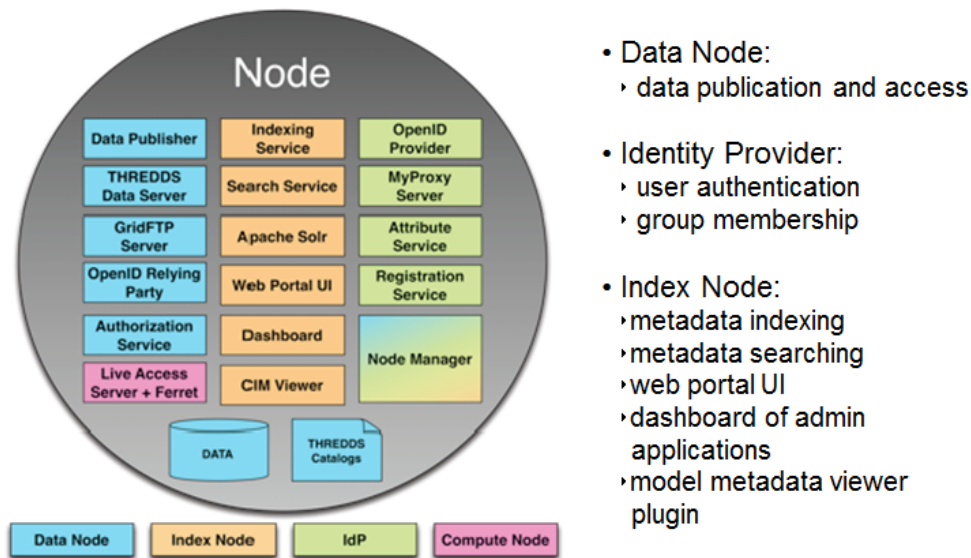 Node
Data Publisher
Indexing
Service
OpenID
Provider
THREDDS
Data Server
Search Service
MyProxy
Server
GridFTP
Server
Apache Solr
Attribute
Service
OpenID Relying
Party
Web Portal UI
Registration
Service
Authorization
Service
Dashboard
Node Manager
Live Access
Server + Ferret
CIM Viewer
DATA
THREDDS
Catalogs
Data Node
Index Node
IdP
Compute Node
• Data Node:
‣ data publication and access
• Identity Provider:
‣ user authentication
‣ group membership
• Index Node:
‣metadata indexing
‣metadata searching
‣web portal UI
‣dashboard of admin
applications
‣model metadata viewer
plugin